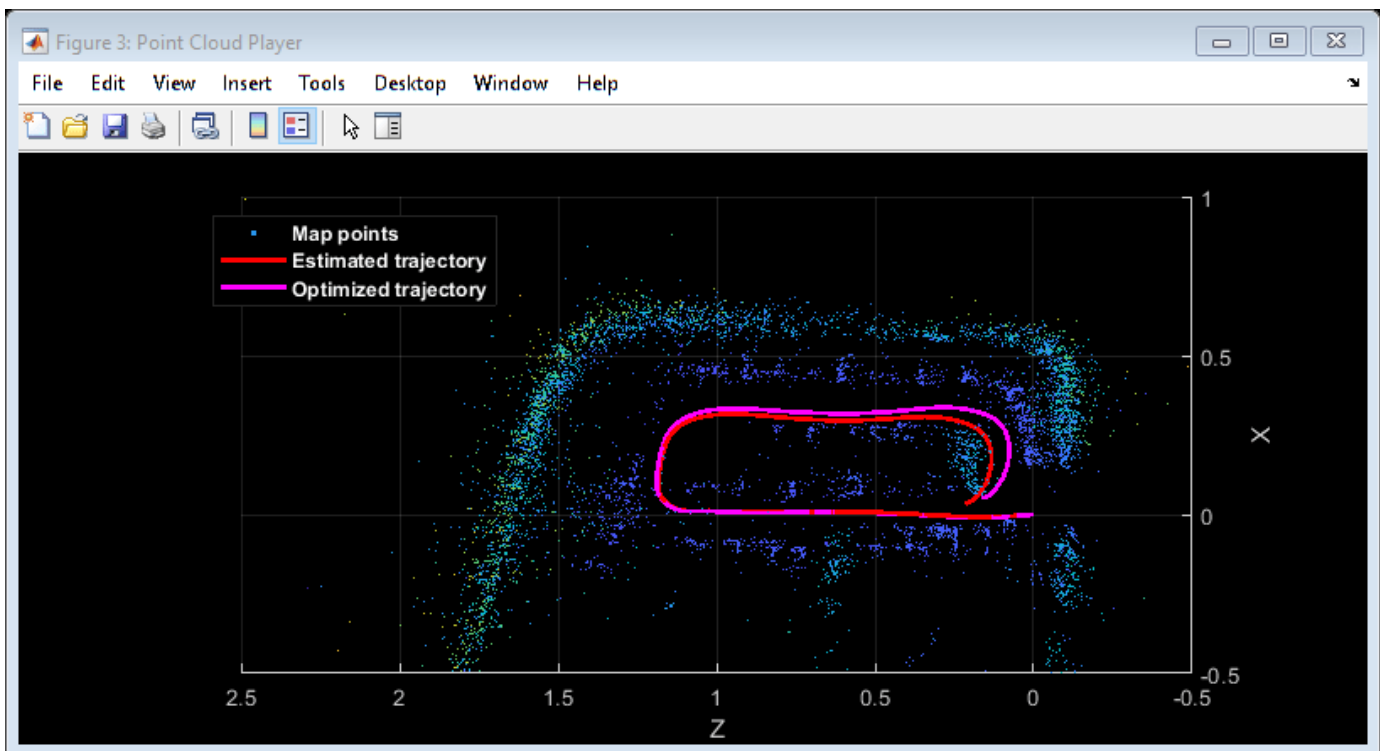 Figure 3: Point Cloud Player
File Edit View Insert Tools Desktop Window Help
Map points
Estimated trajectory
Optimized trajectory
1
0.5
X
0
-0.5
2.5 2 1.5 1 0.5 0 -0.5
Z